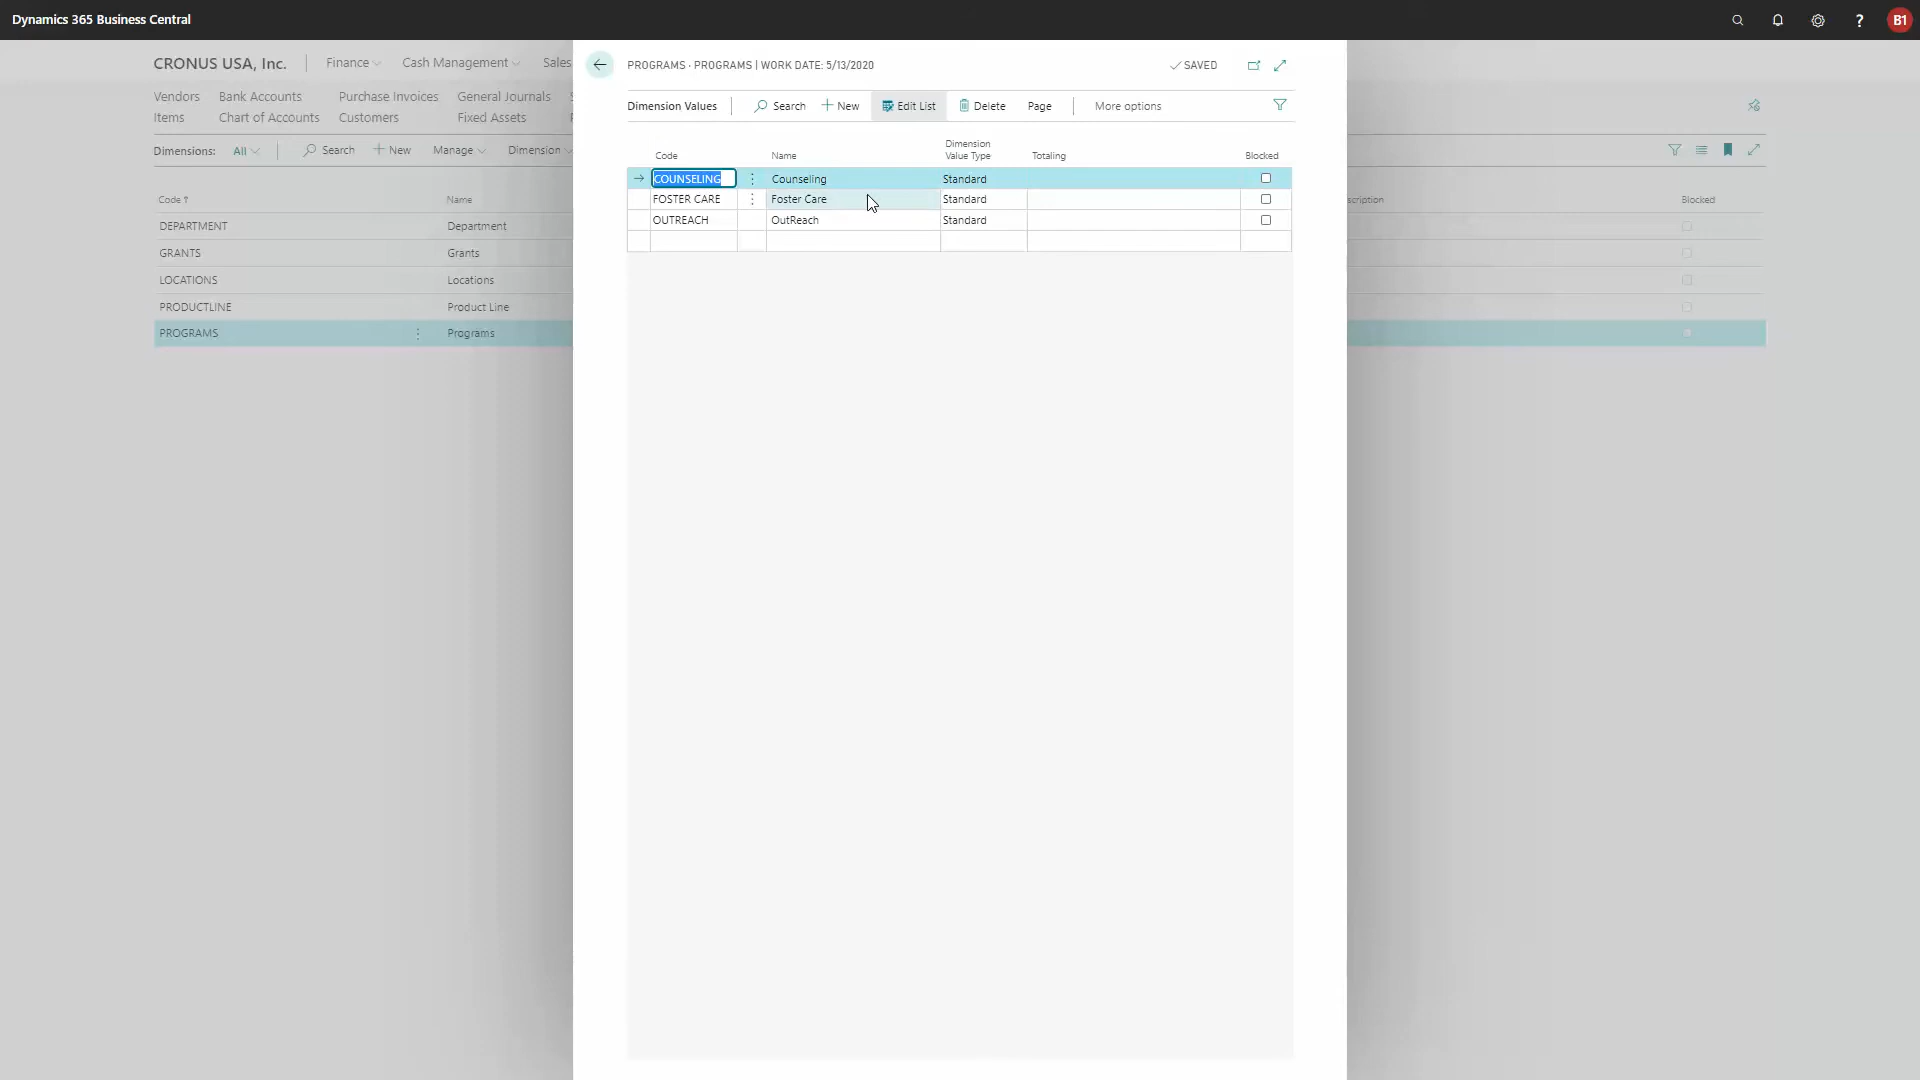 Dynamics 365 Business Central
? B1
CRONUS USA, Inc. Finance Cash Management Sales
Vendors Bank Accounts Purchase Invoices General Journals
Items Chart of Accounts Customers Fixed Assets
Dimensions: All Search New Manage Dimension
Code Name scription Blocked
DEPARTMENT Department
GRANTS Grants
LOCATIONS Locations
PRODUCTLINE Product Line
PROGRAMS Programs
PROGRAMS · PROGRAMS | WORK DATE: 5/13/2020 SAVED
Dimension Values Search New Edit List Delete Page More options
Code Name Dimension Value Type Totaling Blocked
COUNSELING Counseling Standard
FOSTER CARE Foster Care Standard
OUTREACH OutReach Standard